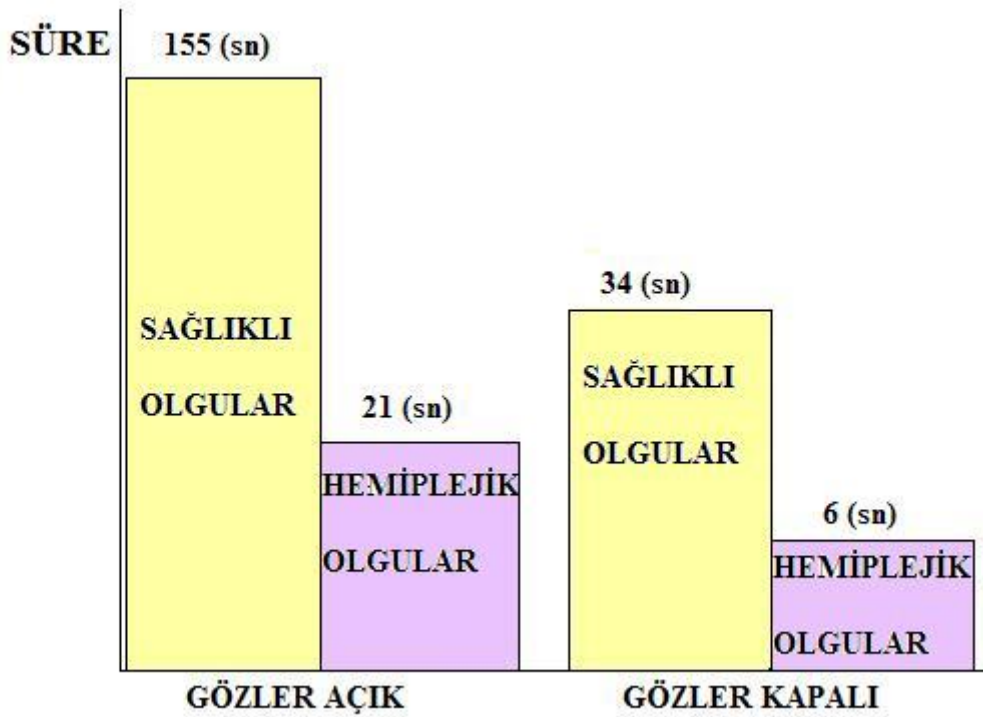 SÜRE
155 (sn)
SAĞLIKLI
OLGULAR
21 (sn)
HEMİPLEJİK
OLGULAR
34 (sn)
SAĞLIKLI
OLGULAR
6 (sn)
HEMİPLEJİK
OLGULAR
GÖZLER AÇIK
GÖZLER KAPALI